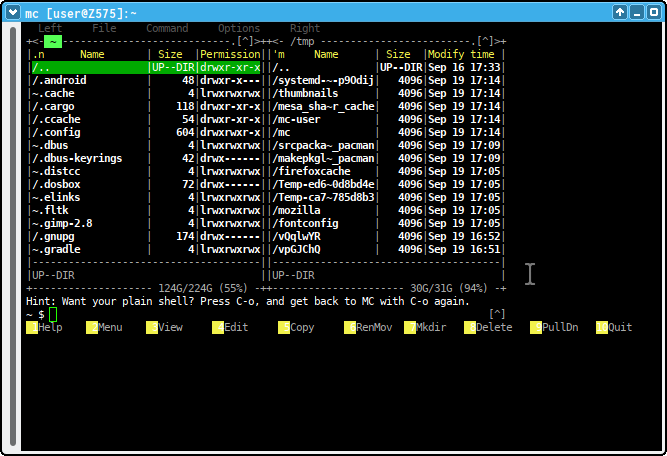 mc [user@Z575]:~
Left     File     Command     Options     Right
+<- ~ --------------------------.[^]>++<- /tmp -----------------------.[^]>+
|.n      Name       | Size |Permission||'m     Name      | Size |Modify time |
|/..                |UP--DIR|drwxr-xr-x||/..             |UP--DIR|Sep 16 17:33|
|/.android          |     48|drwxr-x---||/systemd-~-p9Odij|   4096|Sep 19 17:14|
|~.cache            |      4|lrwxrwxrwx||/thumbnails      |   4096|Sep 19 17:14|
|/.cargo            |    118|drwxr-xr-x||/mesa_sha~r_cache|   4096|Sep 19 17:14|
|/.ccache           |     54|drwxr-xr-x||/mc-user         |   4096|Sep 19 17:14|
|/.config           |    604|drwxr-xr-x||/mc              |   4096|Sep 19 17:14|
|~.dbus             |      4|lrwxrwxrwx||/srcpacka~_pacman|   4096|Sep 19 17:09|
|/.dbus-keyrings    |     42|drwx------||/makepkgl~_pacman|   4096|Sep 19 17:09|
|~.distcc           |      4|lrwxrwxrwx||/firefoxcache    |   4096|Sep 19 17:05|
|/.dosbox           |     72|drwx------||/Temp-ed6~0d8bd4e|   4096|Sep 19 17:05|
|~.elinks           |      4|lrwxrwxrwx||/Temp-ca7~785d8b3|   4096|Sep 19 17:05|
|~.fltk             |      4|lrwxrwxrwx||/mozilla         |   4096|Sep 19 17:05|
|~.gimp-2.8         |      4|lrwxrwxrwx||/fontconfig      |   4096|Sep 19 17:05|
|/.gnupg            |    174|drwx------||/vQqlwYR         |   4096|Sep 19 16:52|
|~.gradle           |      4|lrwxrwxrwx||/vpGJChQ         |   4096|Sep 19 16:51|
|--------------------------------------||-------------------------------------|
|UP--DIR                               ||UP--DIR                              |
+-------------------- 124G/224G (55%) -++---------------------- 30G/31G (94%) -+
Hint: Want your plain shell? Press C-o, and get back to MC with C-o again.
~ $ [^]
1Help 2Menu 3View 4Edit 5Copy 6RenMov 7Mkdir 8Delete 9PullDn 10Quit